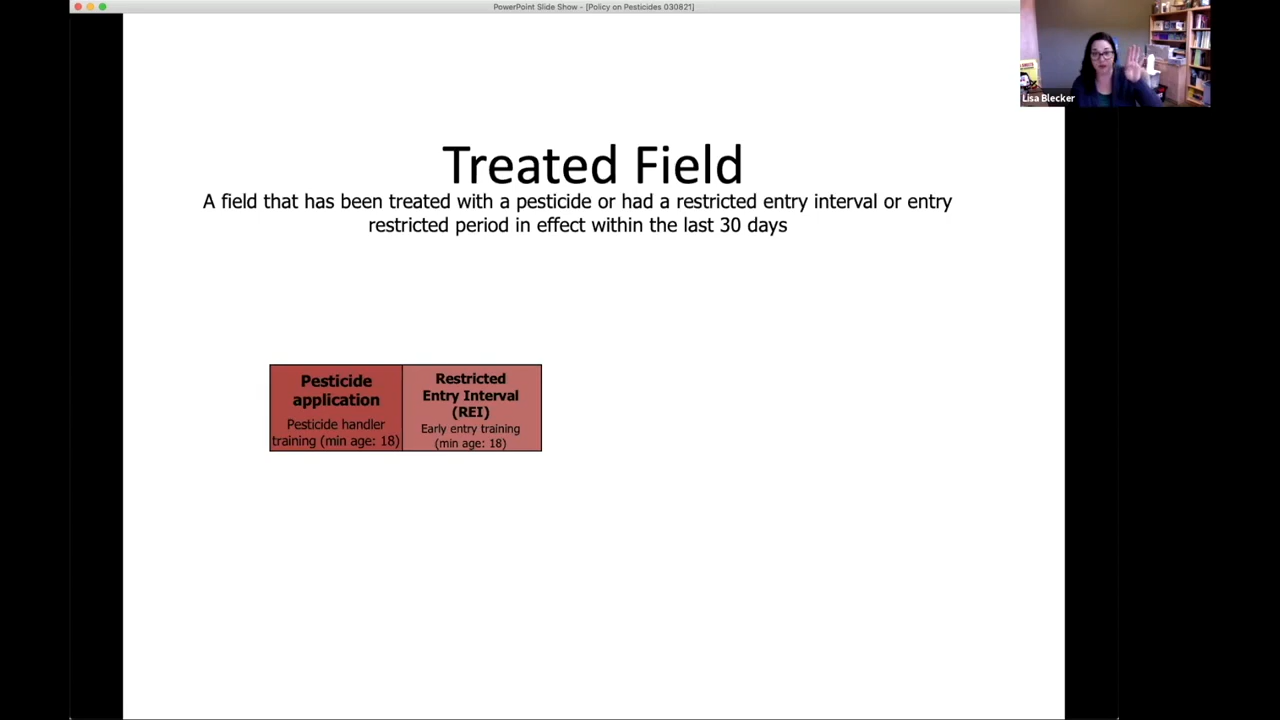 PowerPoint Slide Show - [Policy on Pesticides 030821]
Lisa Blecker
Treated Field
A field that has been treated with a pesticide or had a restricted entry interval or entry
restricted period in effect within the last 30 days
Pesticide
application
Pesticide handler
training (min age: 18)
Restricted
Entry Interval
(REI)
Early entry training
(min age: 18)